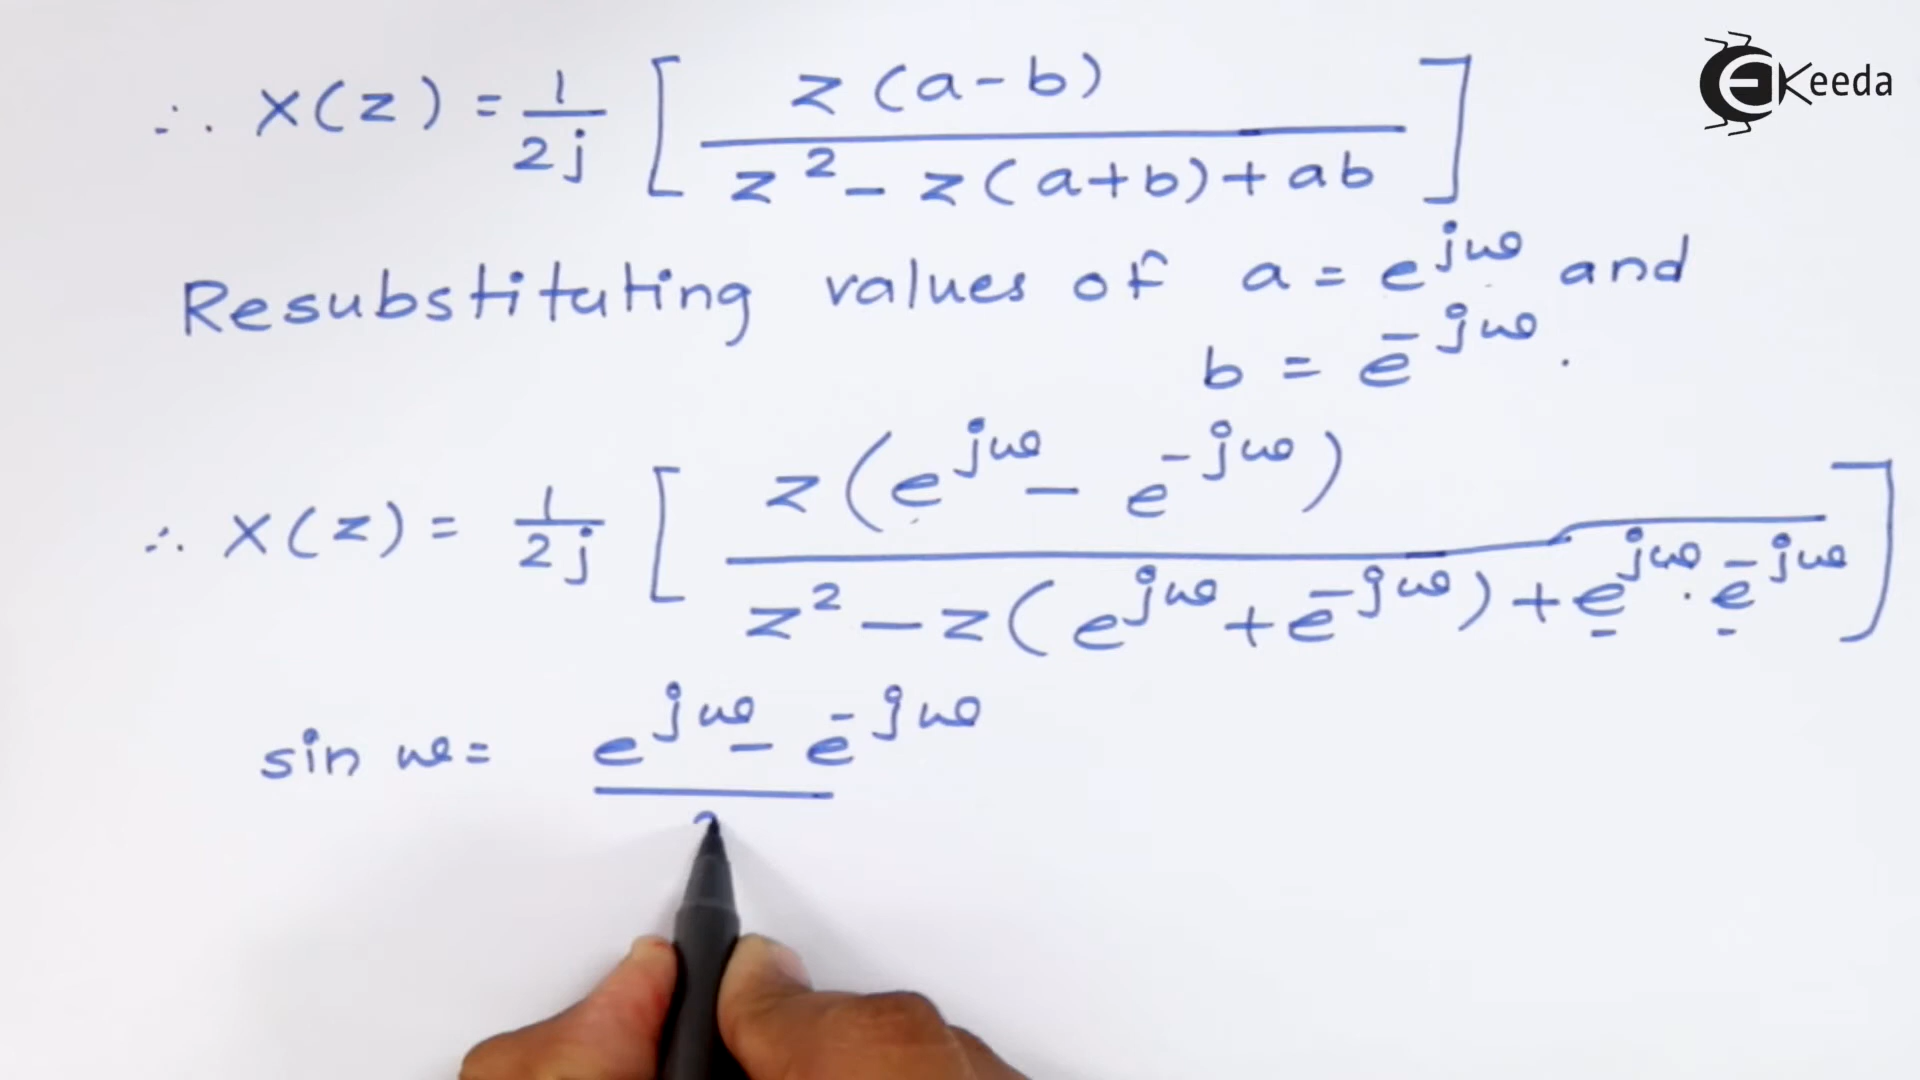 Keeda
∴ X(z) = 1/2j [ z(a-b) / z² - z(a+b) + ab ]
Resubstituting values of a = e^jω and
b = e^-jω.
∴ X(z) = 1/2j [ z(e^jω - e^-jω) / z² - z(e^jω + e^-jω) + e^jω . e^-jω ]
sin ω = e^jω - e^-jω